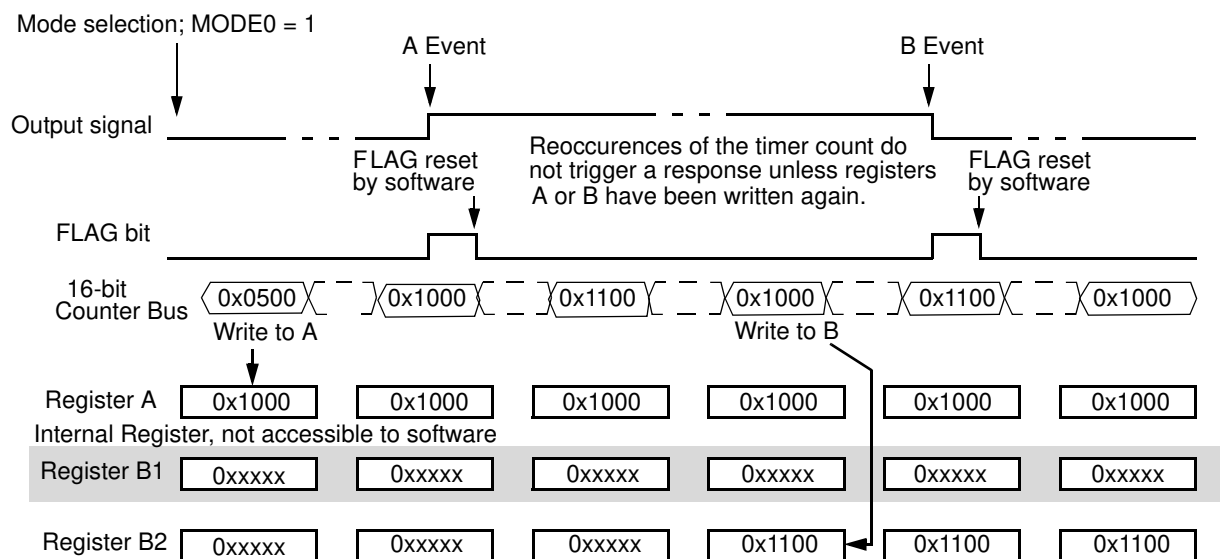 Mode selection; MODE0 = 1
A Event
B Event
Output signal
Reoccurences of the timer count do
not trigger a response unless registers
A or B have been written again.
FLAG reset
by software
FLAG reset
by software
FLAG bit
16-bit
Counter Bus
0x0500 0x1000 0x1100 0x1000 0x1100 0x1000
Write to A
Write to B
Register A 0x1000 0x1000 0x1000 0x1000 0x1000 0x1000
Internal Register, not accessible to software
Register B1 0xxxxx 0xxxxx 0xxxxx 0xxxxx 0xxxxx 0xxxxx
Register B2 0xxxxx 0xxxxx 0xxxxx 0x1100 0x1100 0x1100